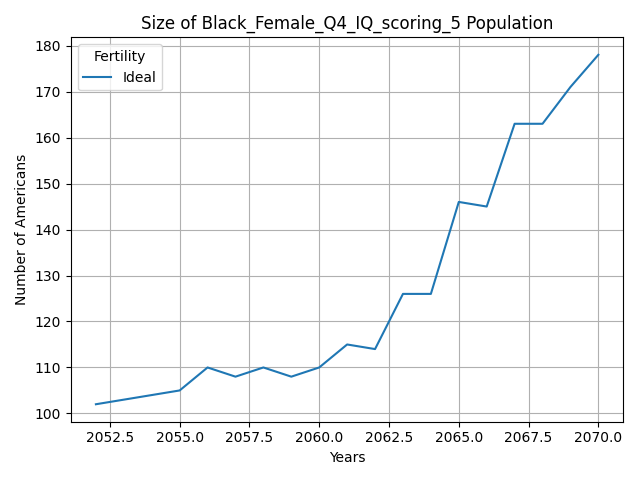 Size of Black_Female_Q4_IQ_scoring_5 Population
Fertility
Ideal
Number of Americans
180
170
160
150
140
130
120
110
100
2052.5 2055.0 2057.5 2060.0 2062.5 2065.0 2067.5 2070.0
Years